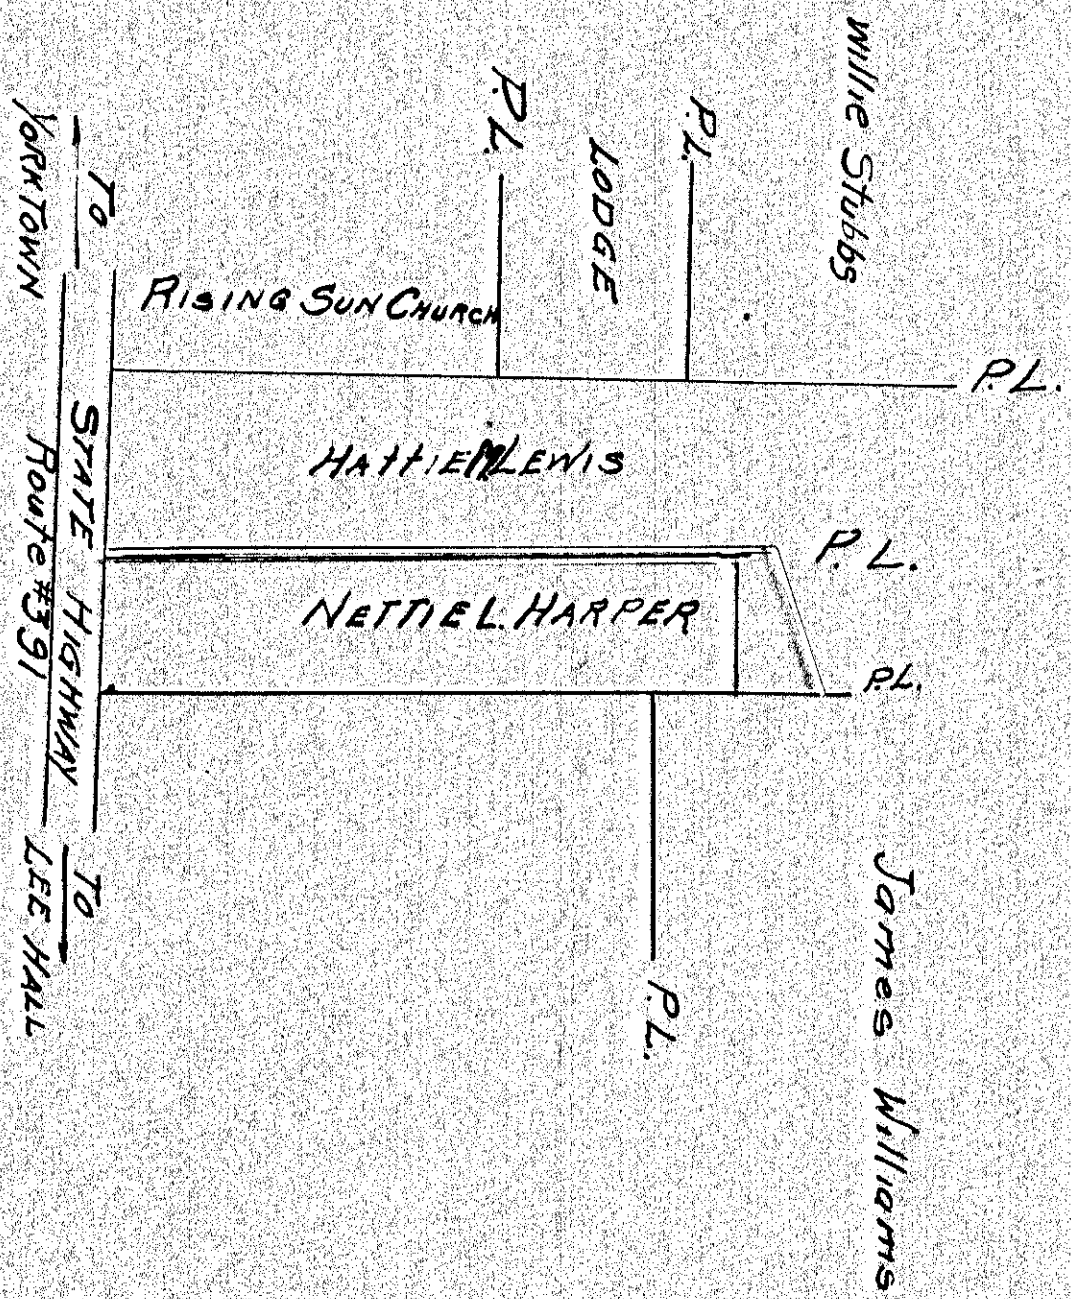 Willie Stubbs
P.L.
LODGE
P.L.
TO
YORKTOWN
RISING SUN CHURCH
P.L.
HATTIE M LEWIS
STATE HIGHWAY
Route #391
P.L.
NETTIE L. HARPER
P.L.
TO
LEE HALL
P.L.
James Williams